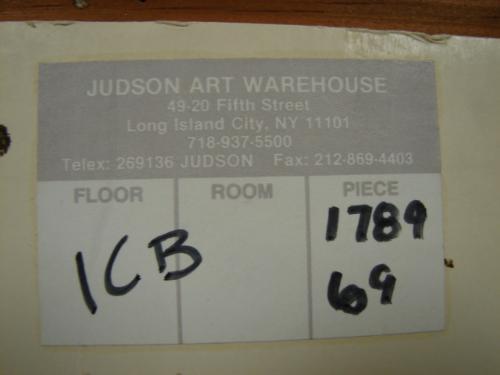 JUDSON ART WAREHOUSE
49-20 Fifth Street
Long Island City, NY 11101
718-937-5500
Telex: 269136 JUDSON Fax: 212-869-4403
FLOOR ROOM PIECE
1CB 1789
69